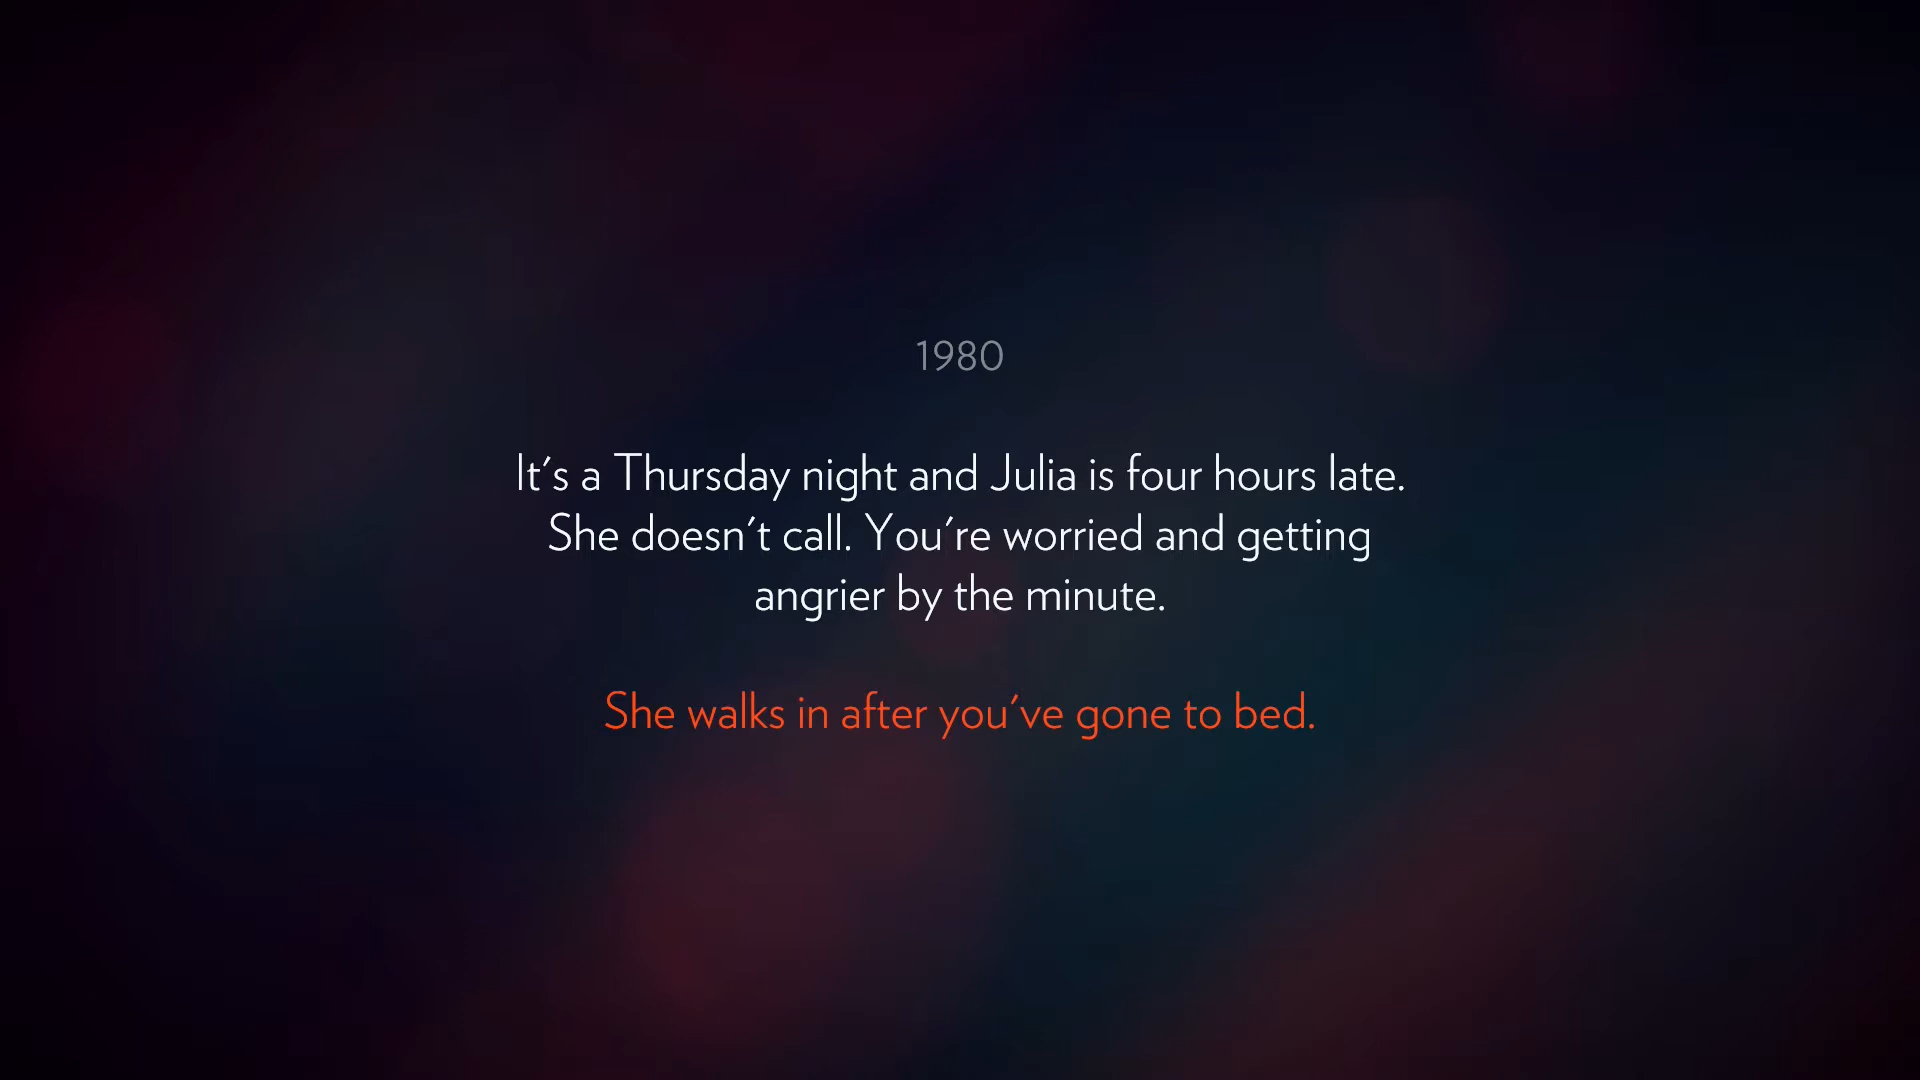 1980
It's a Thursday night and Julia is four hours late.
She doesn't call. You're worried and getting
angrier by the minute.
She walks in after you've gone to bed.